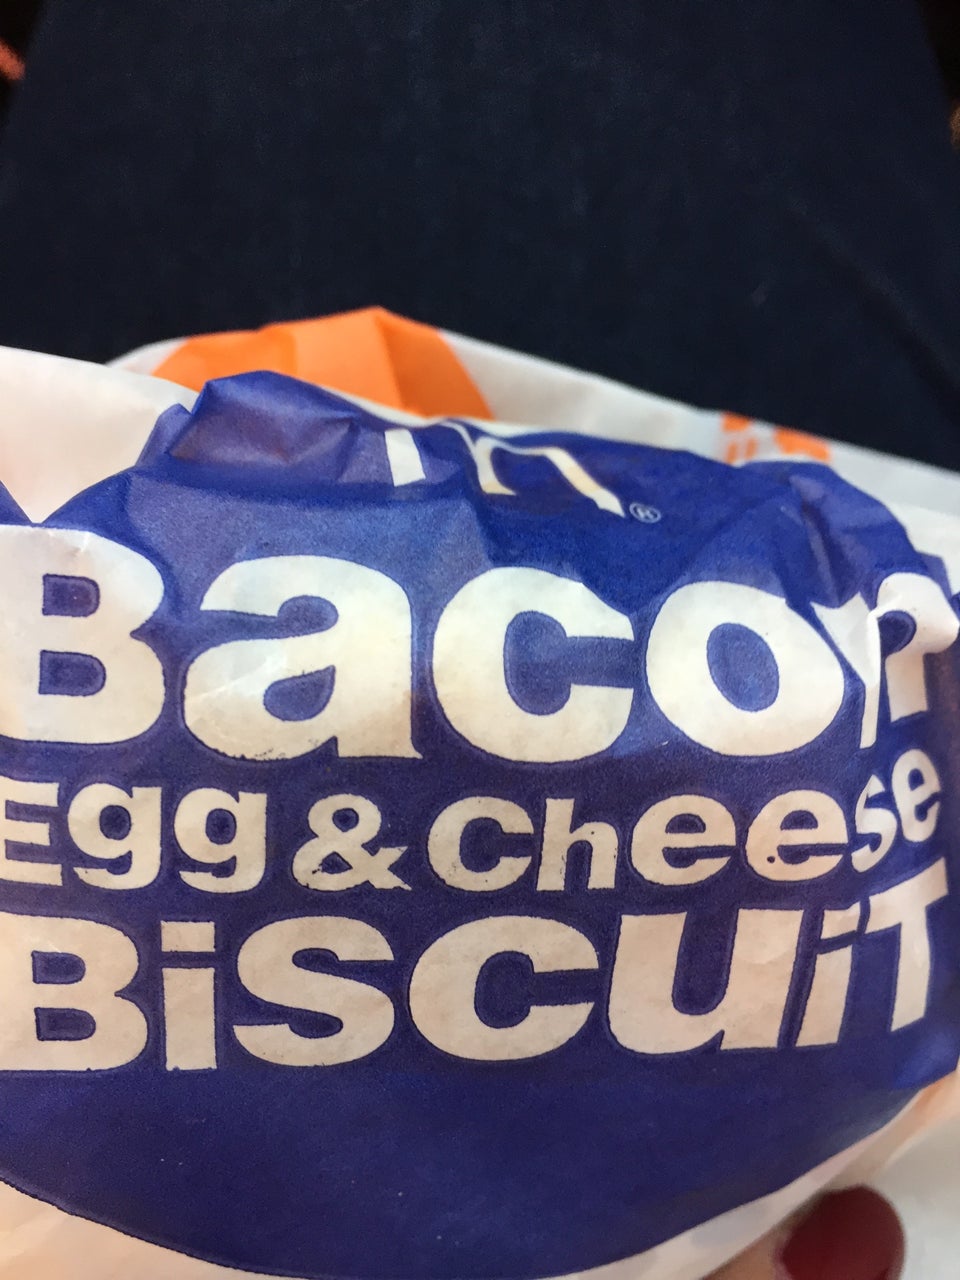 m®
Bacon
Egg & Cheese
BiscuiT